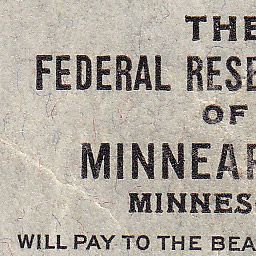 THE
FEDERAL RESE
OF
MINNEAP
MINNES
WILL PAY TO THE BEA